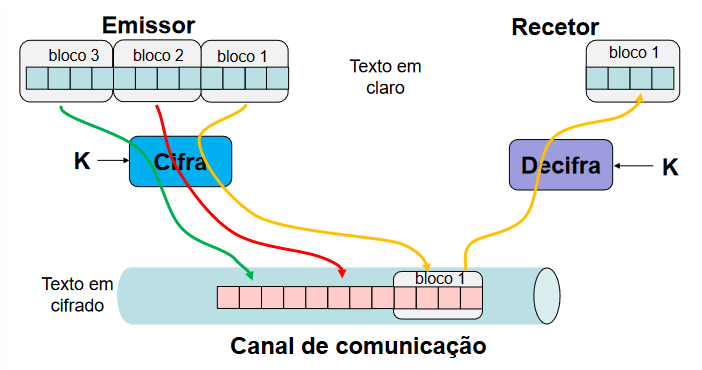 Emissor
Recetor
bloco 3
bloco 2
bloco 1
bloco 1
Texto em
claro
K
Cifra
Decifra
K
Texto em
cifrado
bloco 1
Canal de comunicação